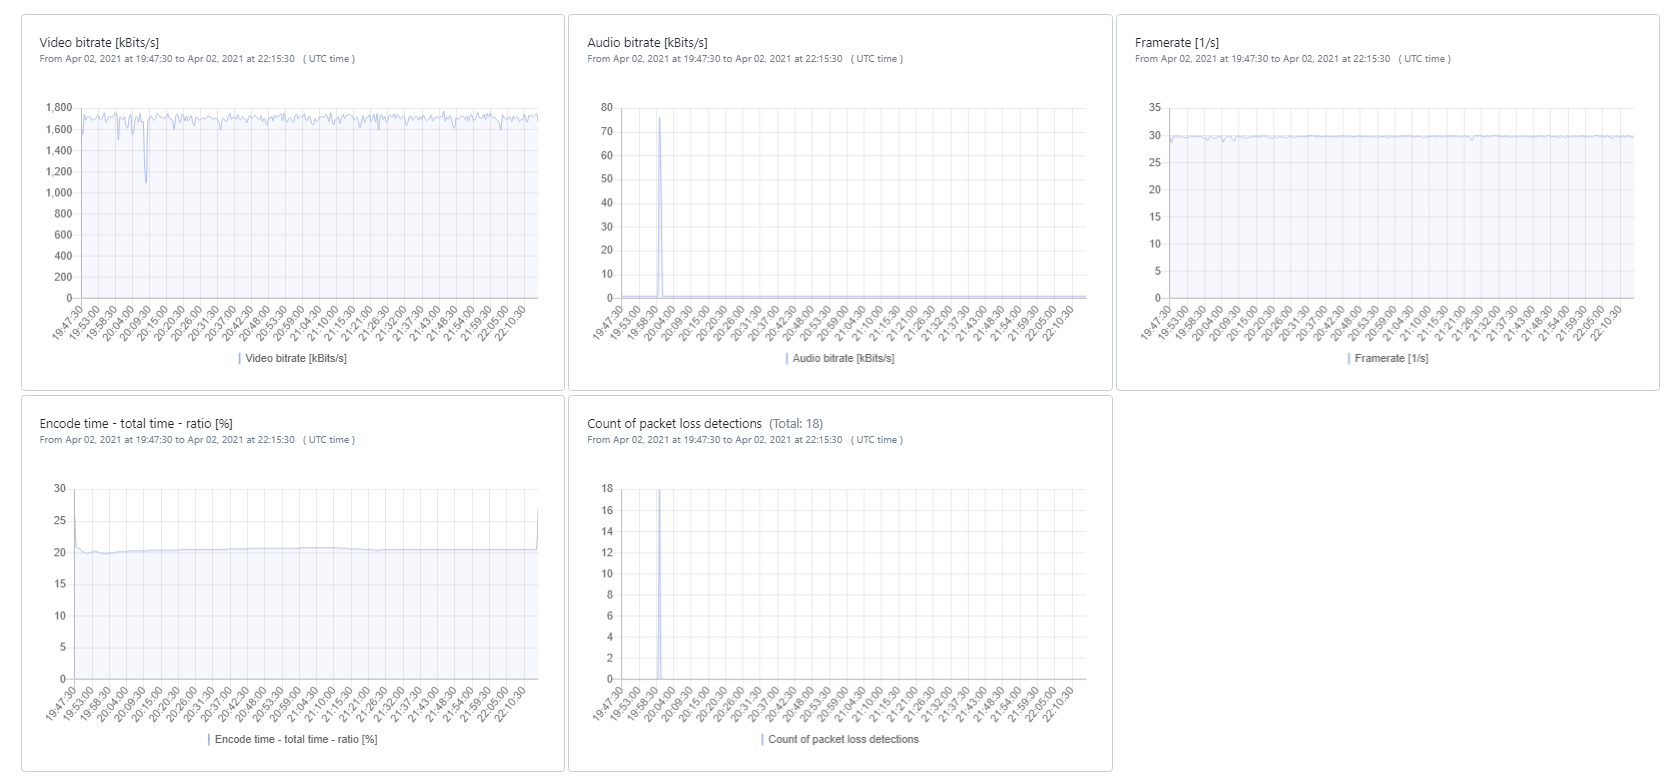 Video bitrate [kBits/s]
From Apr 02, 2021 at 19:47:30 to Apr 02, 2021 at 22:15:30 ( UTC time )
1,800
1,600
1,400
1,200
1,000
800
600
400
200
0
19:47:30 19:53:00 19:58:30 20:04:00 20:09:30 20:15:00 20:20:30 20:26:00 20:31:30 20:37:00 20:42:30 20:48:00 20:53:30 20:59:00 21:04:30 21:10:00 21:15:30 21:21:00 21:26:30 21:32:00 21:37:30 21:43:00 21:48:30 21:54:00 21:59:30 22:05:00 22:10:30
Video bitrate [kBits/s]
Audio bitrate [kBits/s]
From Apr 02, 2021 at 19:47:30 to Apr 02, 2021 at 22:15:30 ( UTC time )
80
70
60
50
40
30
20
10
0
19:47:30 19:53:00 19:58:30 20:04:00 20:09:30 20:15:00 20:20:30 20:26:00 20:31:30 20:37:00 20:42:30 20:48:00 20:53:30 20:59:00 21:04:30 21:10:00 21:15:30 21:21:00 21:26:30 21:32:00 21:37:30 21:43:00 21:48:30 21:54:00 21:59:30 22:05:00 22:10:30
Audio bitrate [kBits/s]
Framerate [1/s]
From Apr 02, 2021 at 19:47:30 to Apr 02, 2021 at 22:15:30 ( UTC time )
35
30
25
20
15
10
5
0
19:47:30 19:53:00 19:58:30 20:04:00 20:09:30 20:15:00 20:20:30 20:26:00 20:31:30 20:37:00 20:42:30 20:48:00 20:53:30 20:59:00 21:04:30 21:10:00 21:15:30 21:21:00 21:26:30 21:32:00 21:37:30 21:43:00 21:48:30 21:54:00 21:59:30 22:05:00 22:10:30
Framerate [1/s]
Encode time - total time - ratio [%]
From Apr 02, 2021 at 19:47:30 to Apr 02, 2021 at 22:15:30 ( UTC time )
30
25
20
15
10
5
0
19:47:30 19:53:00 19:58:30 20:04:00 20:09:30 20:15:00 20:20:30 20:26:00 20:31:30 20:37:00 20:42:30 20:48:00 20:53:30 20:59:00 21:04:30 21:10:00 21:15:30 21:21:00 21:26:30 21:32:00 21:37:30 21:43:00 21:48:30 21:54:00 21:59:30 22:05:00 22:10:30
Encode time - total time - ratio [%]
Count of packet loss detections (Total: 18)
From Apr 02, 2021 at 19:47:30 to Apr 02, 2021 at 22:15:30 ( UTC time )
18
16
14
12
10
8
6
4
2
0
19:47:30 19:53:00 19:58:30 20:04:00 20:09:30 20:15:00 20:20:30 20:26:00 20:31:30 20:37:00 20:42:30 20:48:00 20:53:30 20:59:00 21:04:30 21:10:00 21:15:30 21:21:00 21:26:30 21:32:00 21:37:30 21:43:00 21:48:30 21:54:00 21:59:30 22:05:00 22:10:30
Count of packet loss detections